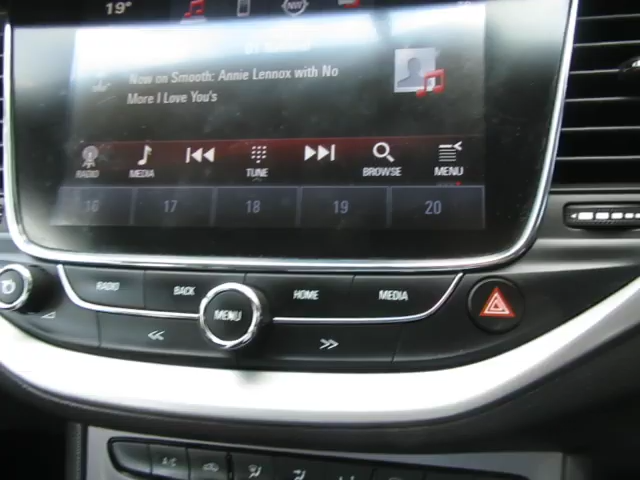 19°
NW
Now on Smooth: Annie Lennox with No
More I Love You's
RADIO MEDIA TUNE BROWSE MENU
16 17 18 19 20
RADIO BACK MENU HOME MEDIA
A/C